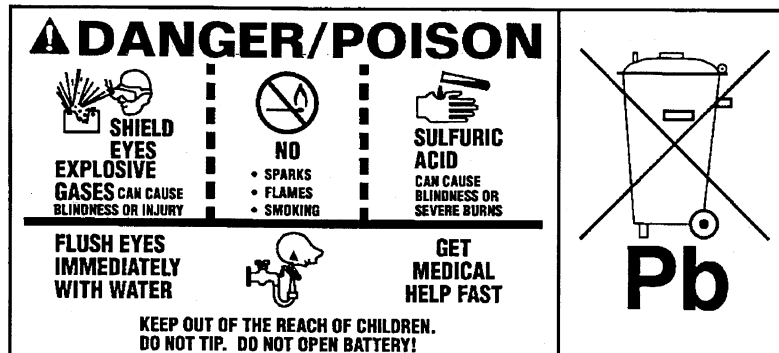 DANGER/POISON
SHIELD
EYES
EXPLOSIVE
GASES CAN CAUSE
BLINDNESS OR INJURY
NO
• SPARKS
• FLAMES
• SMOKING
SULFURIC
ACID
CAN CAUSE
BLINDNESS OR
SEVERE BURNS
FLUSH EYES
IMMEDIATELY
WITH WATER
GET
MEDICAL
HELP FAST
KEEP OUT OF THE REACH OF CHILDREN.
DO NOT TIP. DO NOT OPEN BATTERY!
Pb